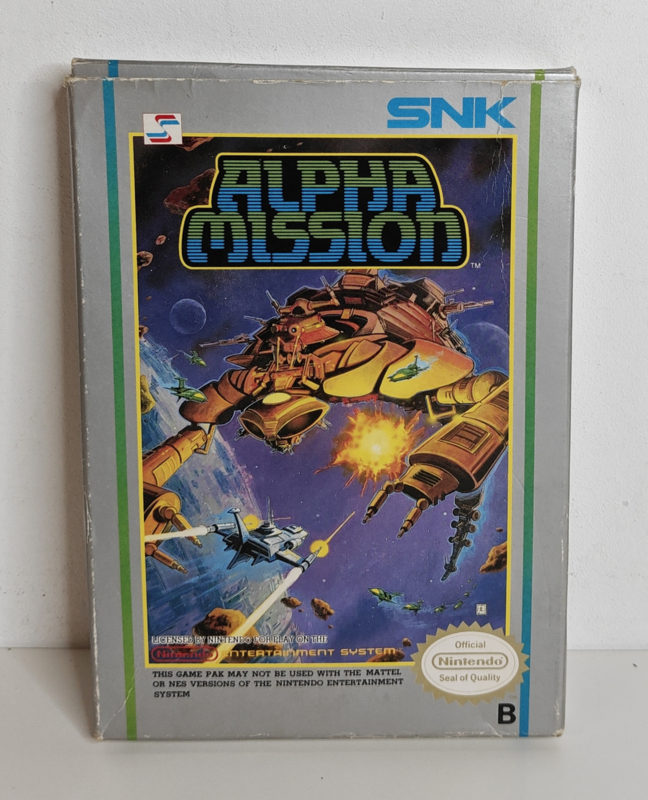 SNK
ALPHA
MISSION
TM
LICENSED BY NINTENDO FOR PLAY ON THE
Nintendo ENTERTAINMENT SYSTEM
THIS GAME PAK MAY NOT BE USED WITH THE MATTEL
OR NES VERSIONS OF THE NINTENDO ENTERTAINMENT
SYSTEM
Official
Nintendo
Seal of Quality
B